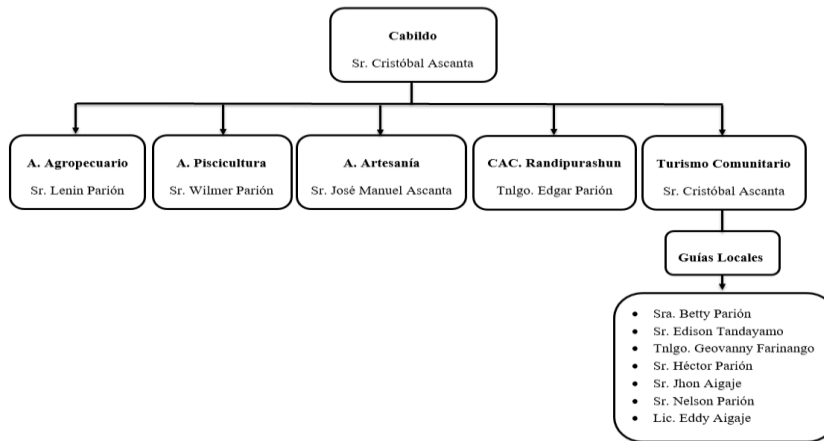 Cabildo
Sr. Cristóbal Ascanta
A. Agropecuario
Sr. Lenin Parión
A. Piscicultura
Sr. Wilmer Parión
A. Artesanía
Sr. José Manuel Ascanta
CAC. Randipurashun
Tnlgo. Edgar Parión
Turismo Comunitario
Sr. Cristóbal Ascanta
Guías Locales
• Sra. Betty Parión
• Sr. Edison Tandayamo
• Tnlgo. Geovanny Farinango
• Sr. Héctor Parión
• Sr. Jhon Aigaje
• Sr. Nelson Parión
• Lic. Eddy Aigaje